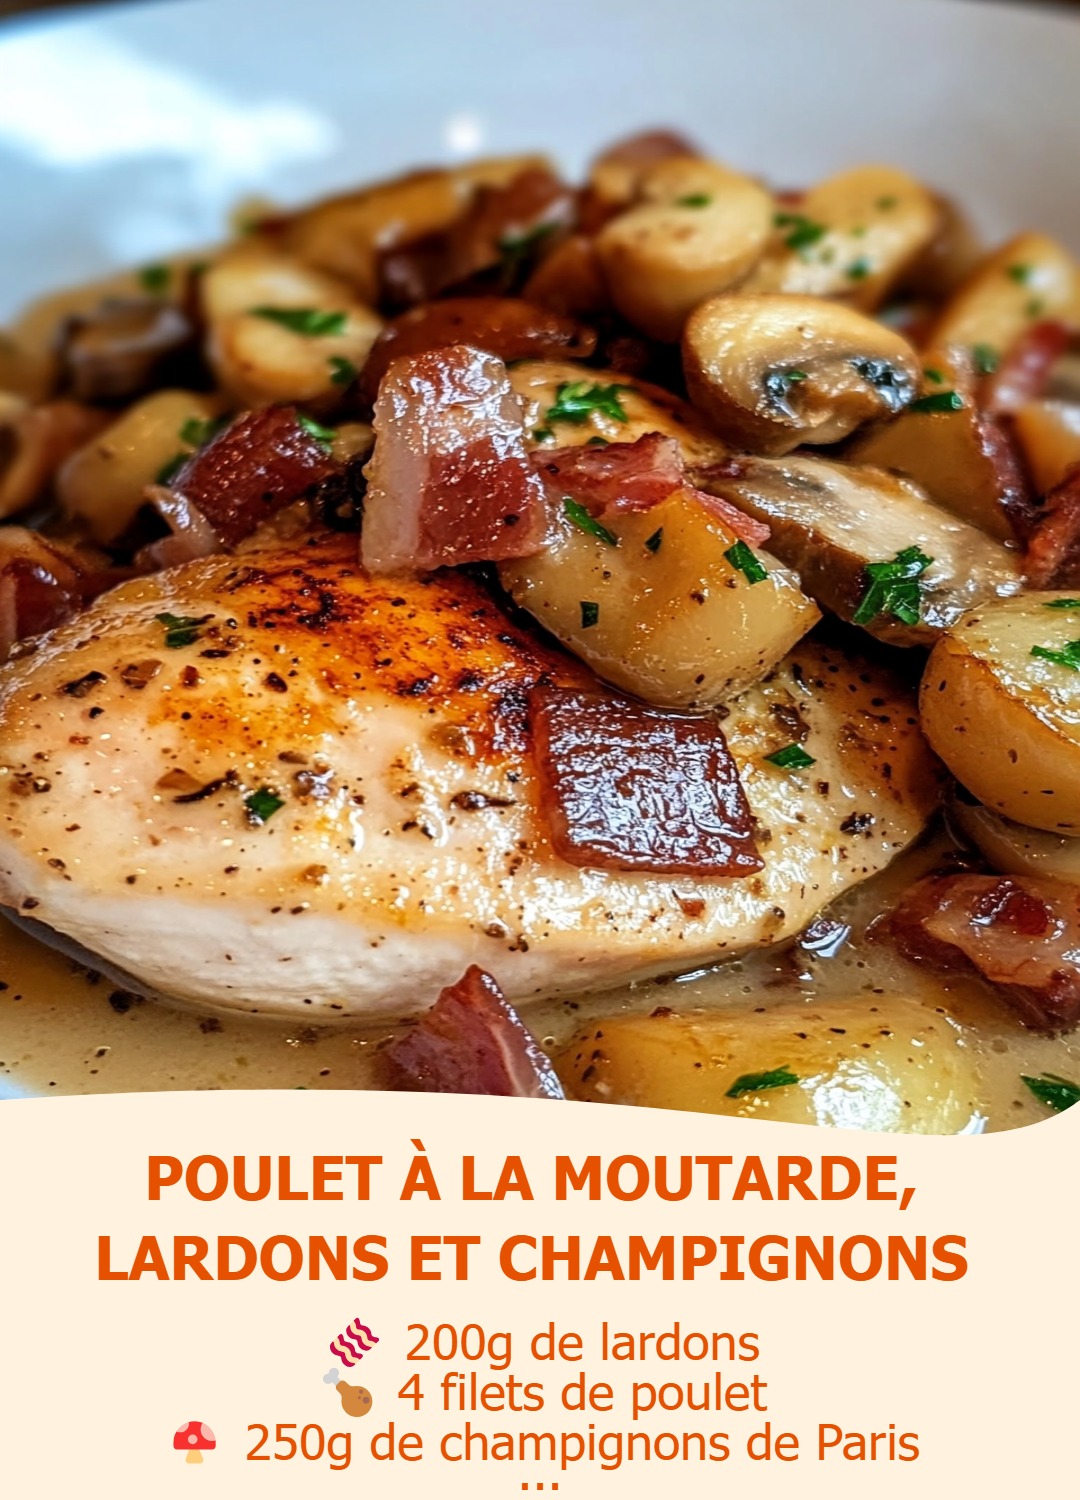 POULET À LA MOUTARDE,
LARDONS ET CHAMPIGNONS
🥓 200g de lardons
🍗 4 filets de poulet
🍄 250g de champignons de Paris
...